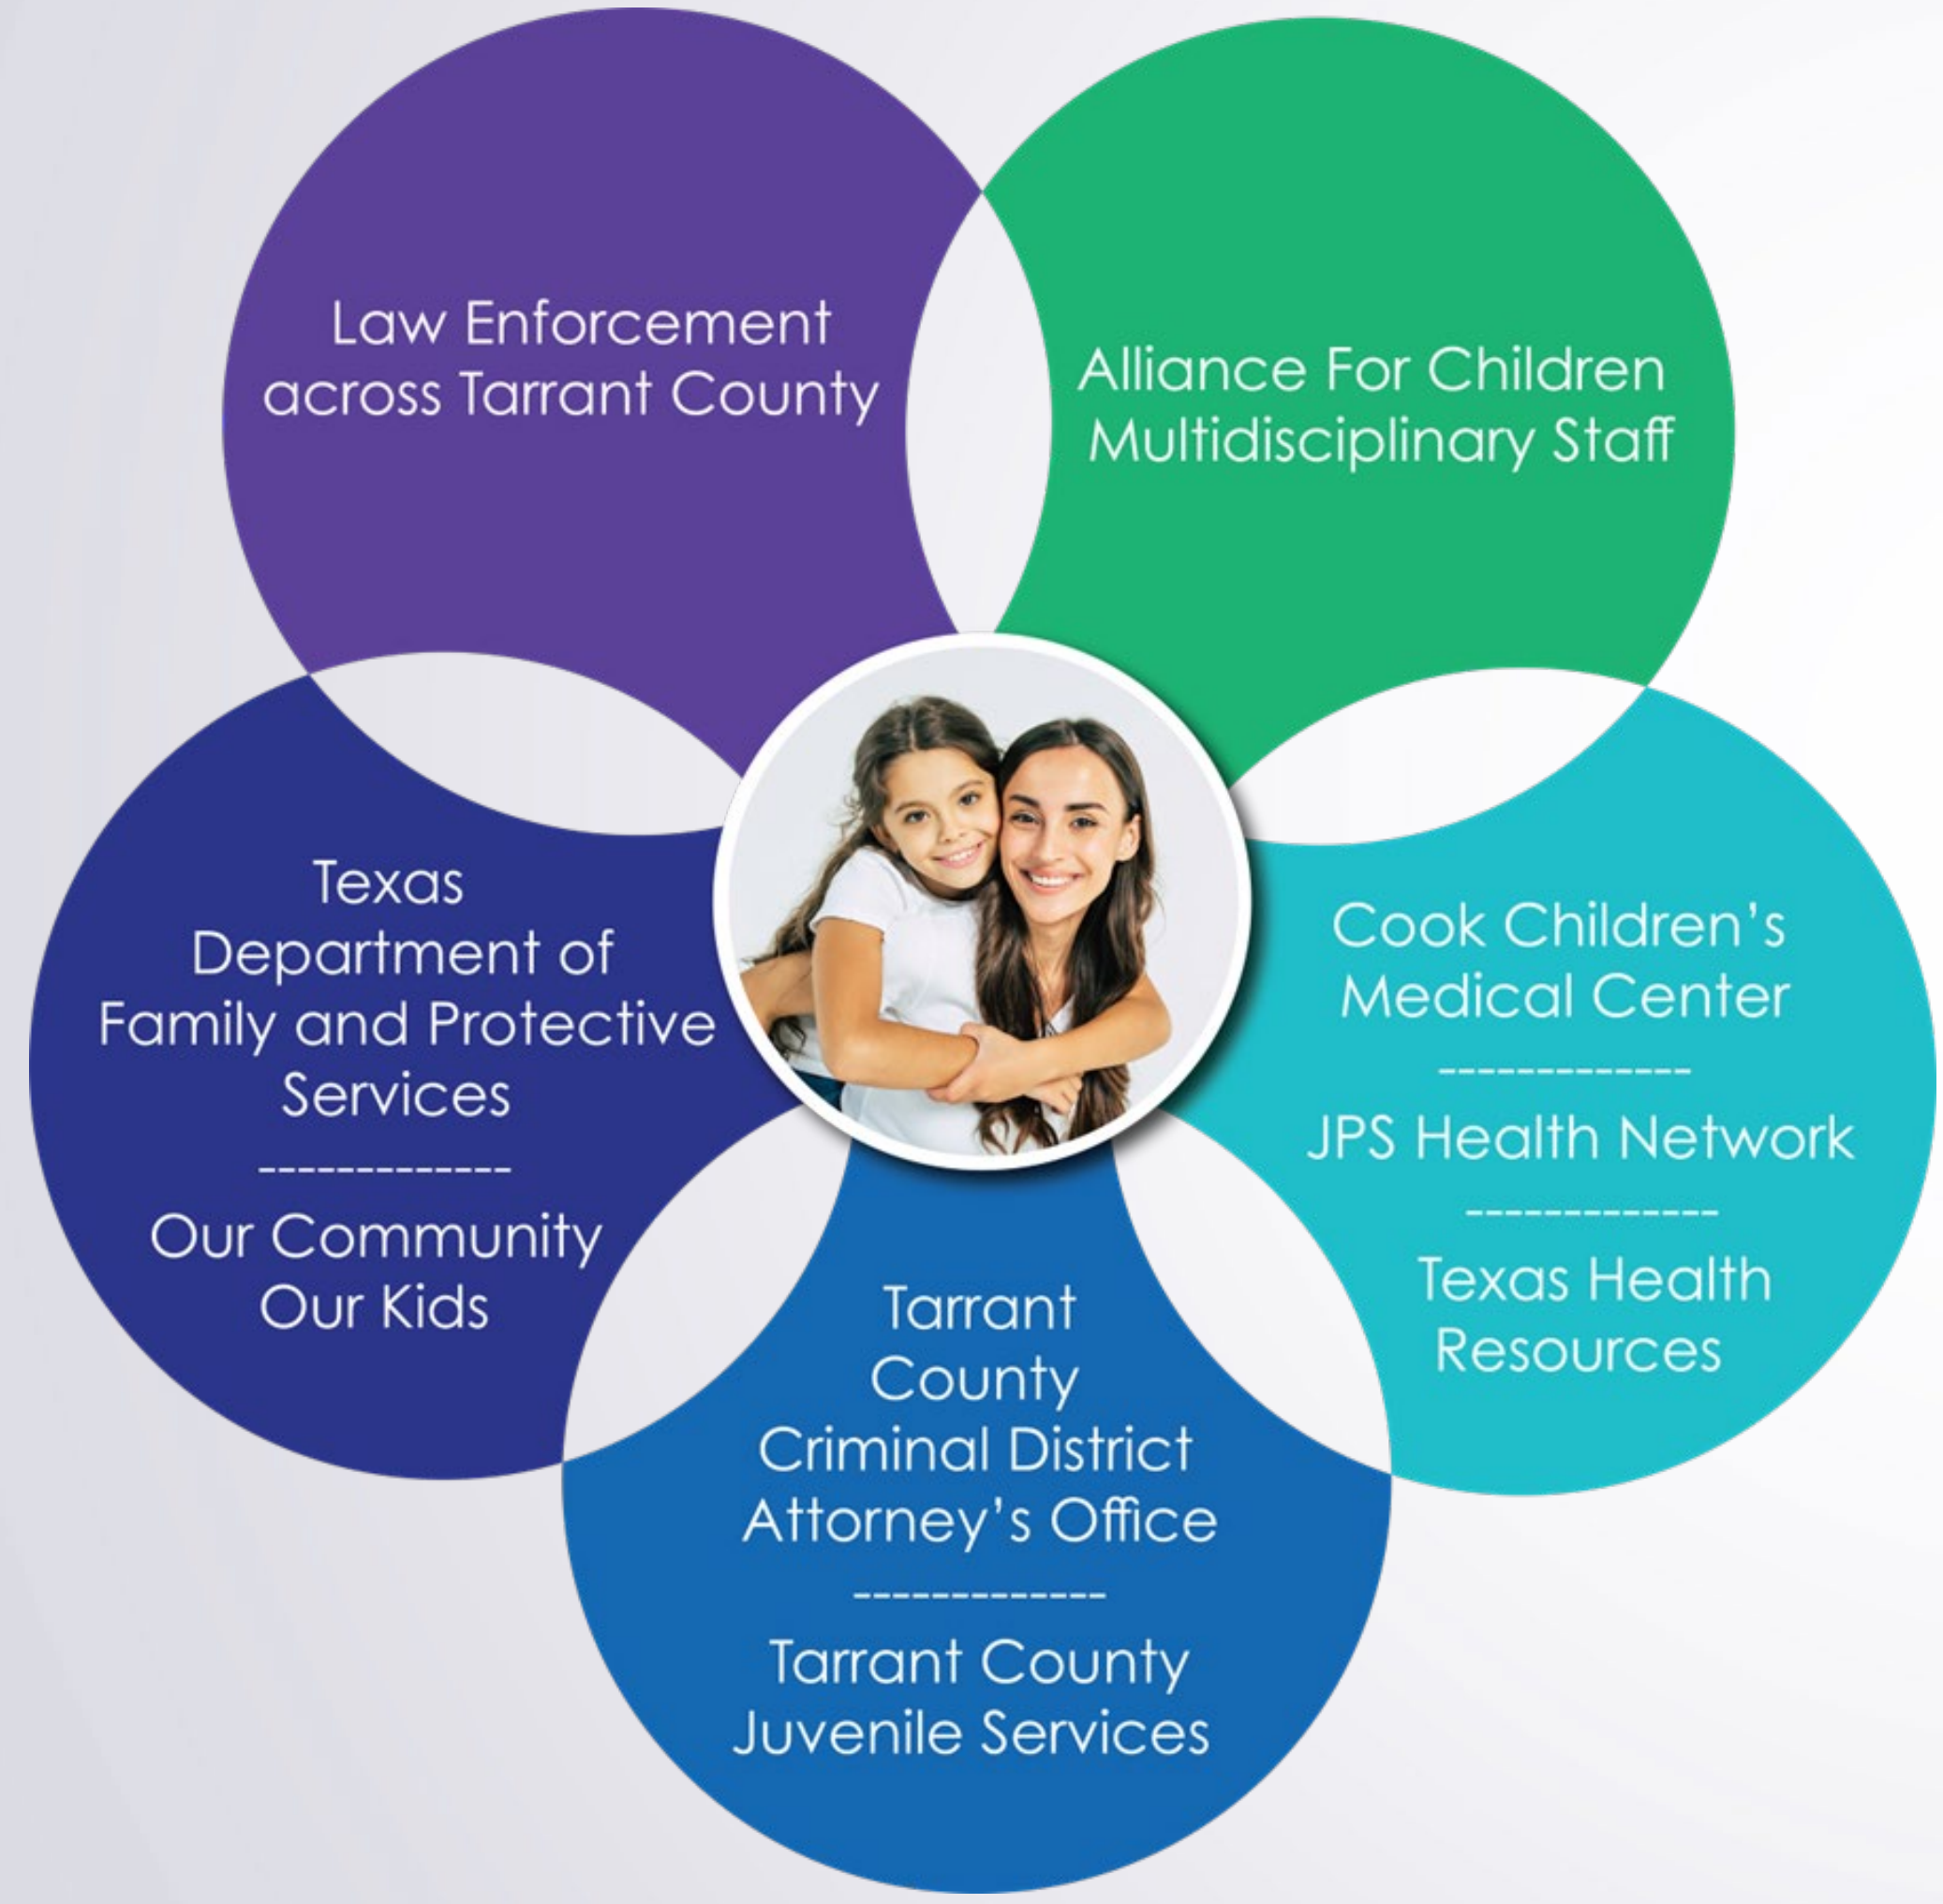 Law Enforcement
across Tarrant County
Alliance For Children
Multidisciplinary Staff
Texas
Department of
Family and Protective
Services
-------------
Our Community
Our Kids
Cook Children's
Medical Center
-------------
JPS Health Network
-------------
Texas Health
Resources
Tarrant
County
Criminal District
Attorney's Office
-------------
Tarrant County
Juvenile Services